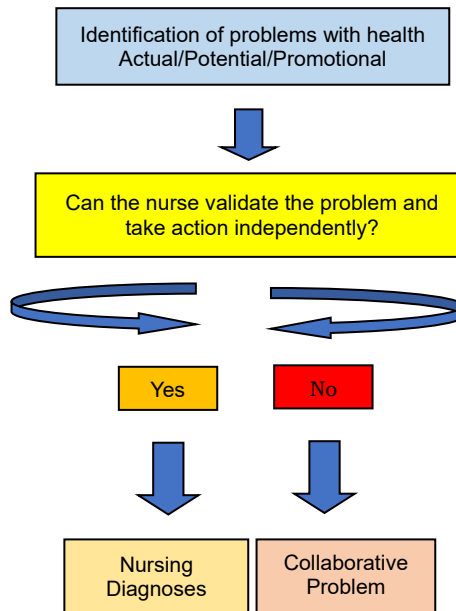 Identification of problems with health
Actual/Potential/Promotional
Can the nurse validate the problem and
take action independently?
Yes
No
Nursing
Diagnoses
Collaborative
Problem